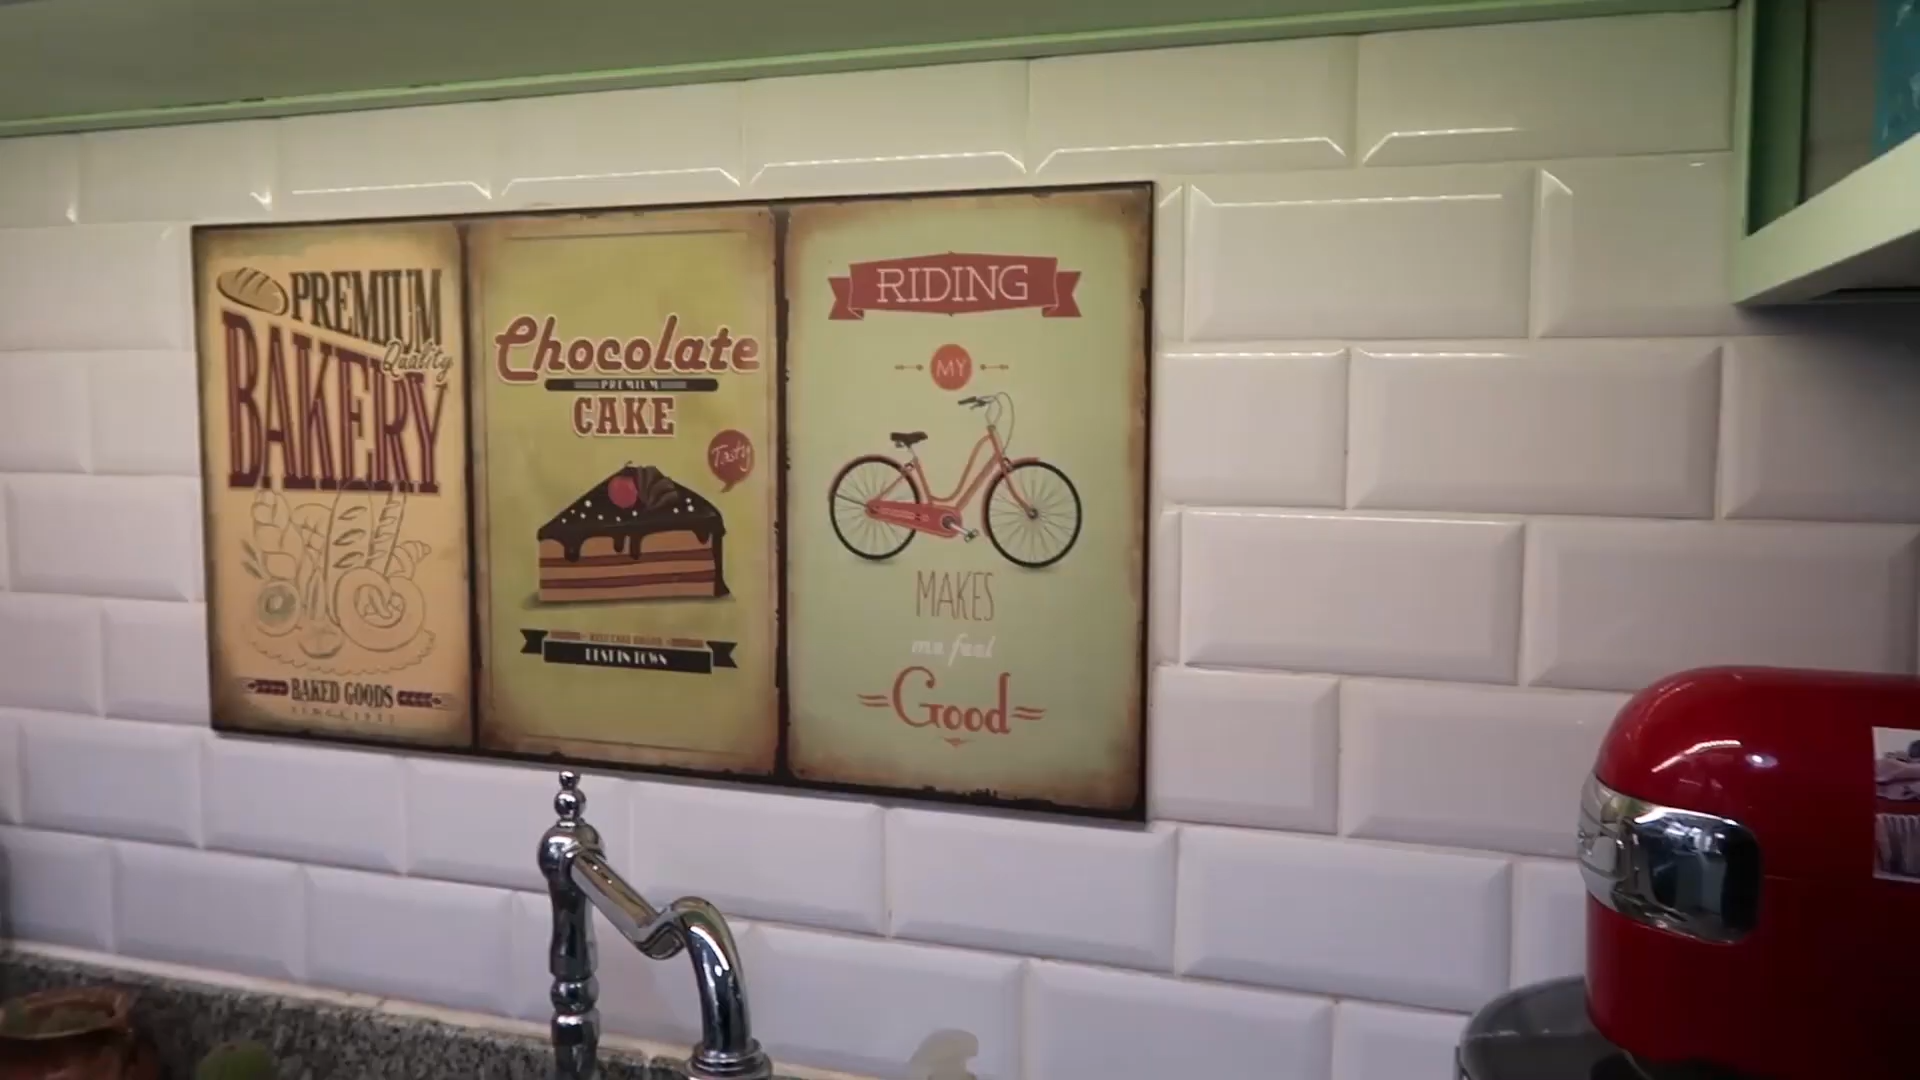 PREMIUM
Quality
BAKERY
BAKED GOODS
Chocolate
PREMIUM
CAKE
Tasty
BEST IN TOWN
RIDING
MY
MAKES
me feel
Good